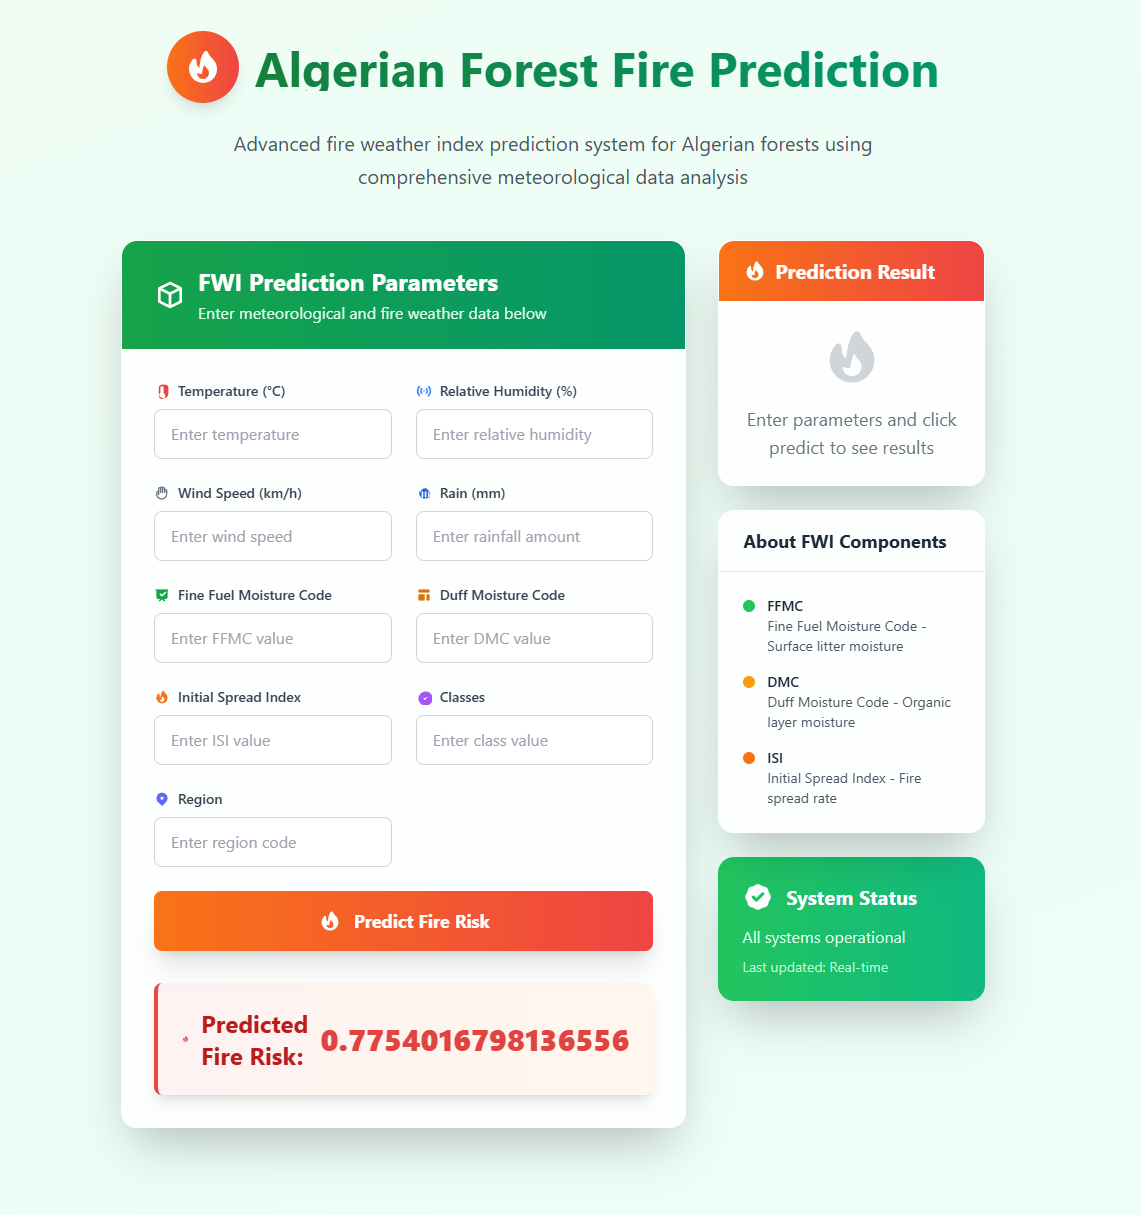 Algerian Forest Fire Prediction
Advanced fire weather index prediction system for Algerian forests using
comprehensive meteorological data analysis
FWI Prediction Parameters
Enter meteorological and fire weather data below
Temperature (°C)
Enter temperature
Relative Humidity (%)
Enter relative humidity
Wind Speed (km/h)
Enter wind speed
Rain (mm)
Enter rainfall amount
Fine Fuel Moisture Code
Enter FFMC value
Duff Moisture Code
Enter DMC value
Initial Spread Index
Enter ISI value
Classes
Enter class value
Region
Enter region code
Predict Fire Risk
Predicted
Fire Risk:
0.7754016798136556
Prediction Result
Enter parameters and click
predict to see results
About FWI Components
FFMC
Fine Fuel Moisture Code -
Surface litter moisture
DMC
Duff Moisture Code - Organic
layer moisture
ISI
Initial Spread Index - Fire
spread rate
System Status
All systems operational
Last updated: Real-time